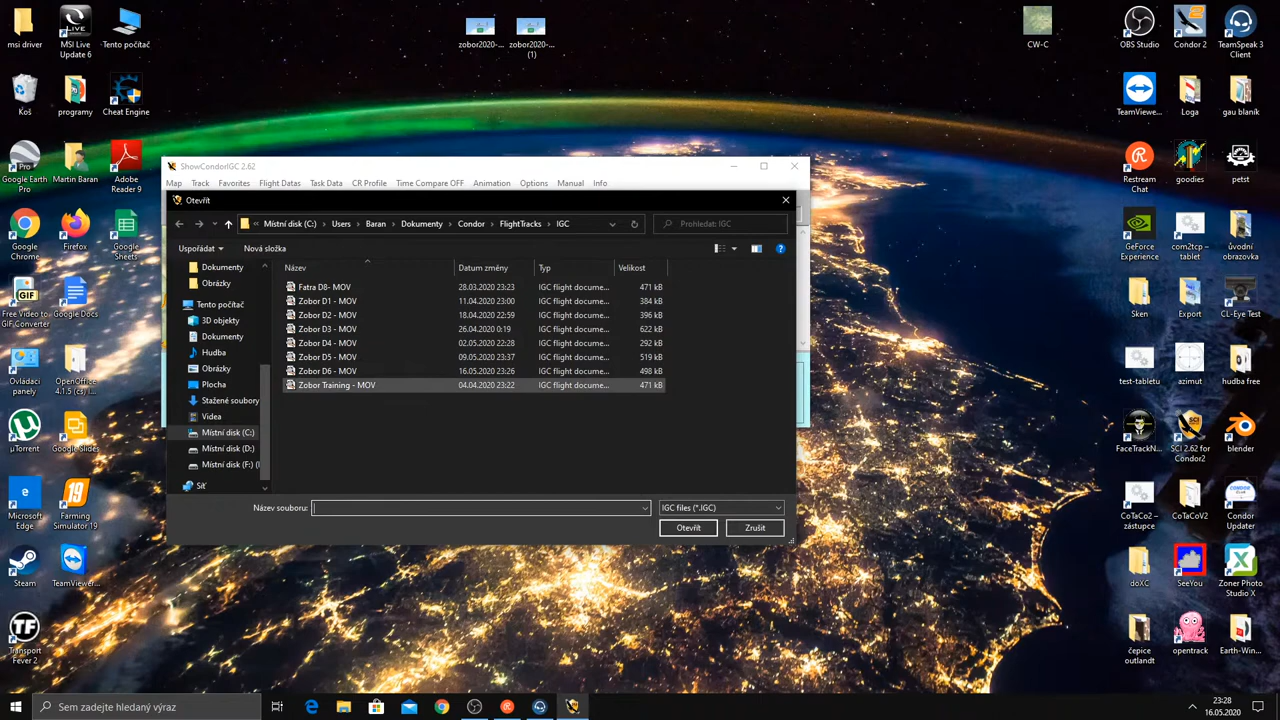 msi driver
MSI Live
Update 6
Tento počítač
zobor2020-...
zobor2020-...
(1)
CW-C
OBS Studio
Condor 2
TeamSpeak 3
Client
Koš
programy
Cheat Engine
TeamViewe...
Loga
gau blaník
Google Earth
Pro
Martin Baran
Adobe
Reader 9
Restream
Chat
goodies
petst
Google
Chrome
Firefox
Google
Sheets
GeForce
Experience
com2tcp –
tablet
úvodní
obrazovka
Free Video to
GIF Converter
Google Docs
Sken
Export
CL-Eye Test
Ovládací
panely
OpenOffice
4.1.5 (cs) I...
test-tabletu
azimut
hudba free
µTorrent
Google Slides
FaceTrackN...
SCI 2.62 for
Condor2
blender
Microsoft
Edge
Farming
Simulator 19
CoTaCo2 –
zástupce
CoTaCoV2
Condor
Updater
Steam
TeamViewer...
doXC
SeeYou
Zoner Photo
Studio X
Transport
Fever 2
čepice
outlandt
opentrack
Earth-Win...
ShowCondorIGC 2.62
Map Track Favorites Flight Datas Task Data CR Profile Time Compare OFF Animation Options Manual Info
Otevřít
« Místní disk (C:) › Users › Baran › Dokumenty › Condor › FlightTracks › IGC
Prohledat: IGC
Uspořádat Nová složka
Název Datum změny Typ Velikost
Fatra D8- MOV 28.03.2020 23:23 IGC flight docume... 471 kB
Zobor D1 - MOV 11.04.2020 23:00 IGC flight docume... 384 kB
Zobor D2 - MOV 18.04.2020 22:59 IGC flight docume... 396 kB
Zobor D3 - MOV 26.04.2020 0:19 IGC flight docume... 622 kB
Zobor D4 - MOV 02.05.2020 22:28 IGC flight docume... 292 kB
Zobor D5 - MOV 09.05.2020 23:37 IGC flight docume... 519 kB
Zobor D6 - MOV 16.05.2020 23:26 IGC flight docume... 498 kB
Zobor Training - MOV 04.04.2020 23:22 IGC flight docume... 471 kB
Dokumenty
Obrázky
Tento počítač
3D objekty
Dokumenty
Hudba
Obrázky
Plocha
Stažené soubory
Videa
Místní disk (C:)
Místní disk (D:)
Místní disk (F:) (I
Síť
Název souboru:
IGC files (*.IGC)
Otevřít Zrušit
Sem zadejte hledaný výraz
23:28
16.05.2020